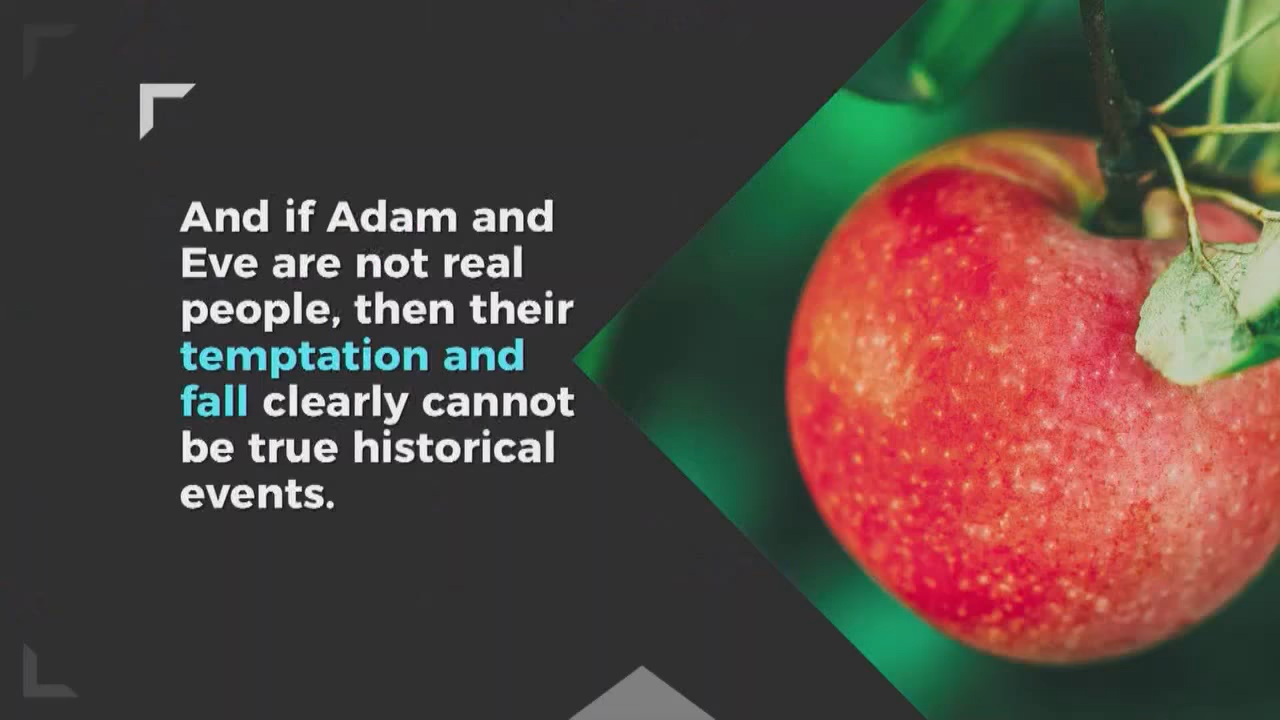 And if Adam and
Eve are not real
people, then their
temptation and
fall clearly cannot
be true historical
events.